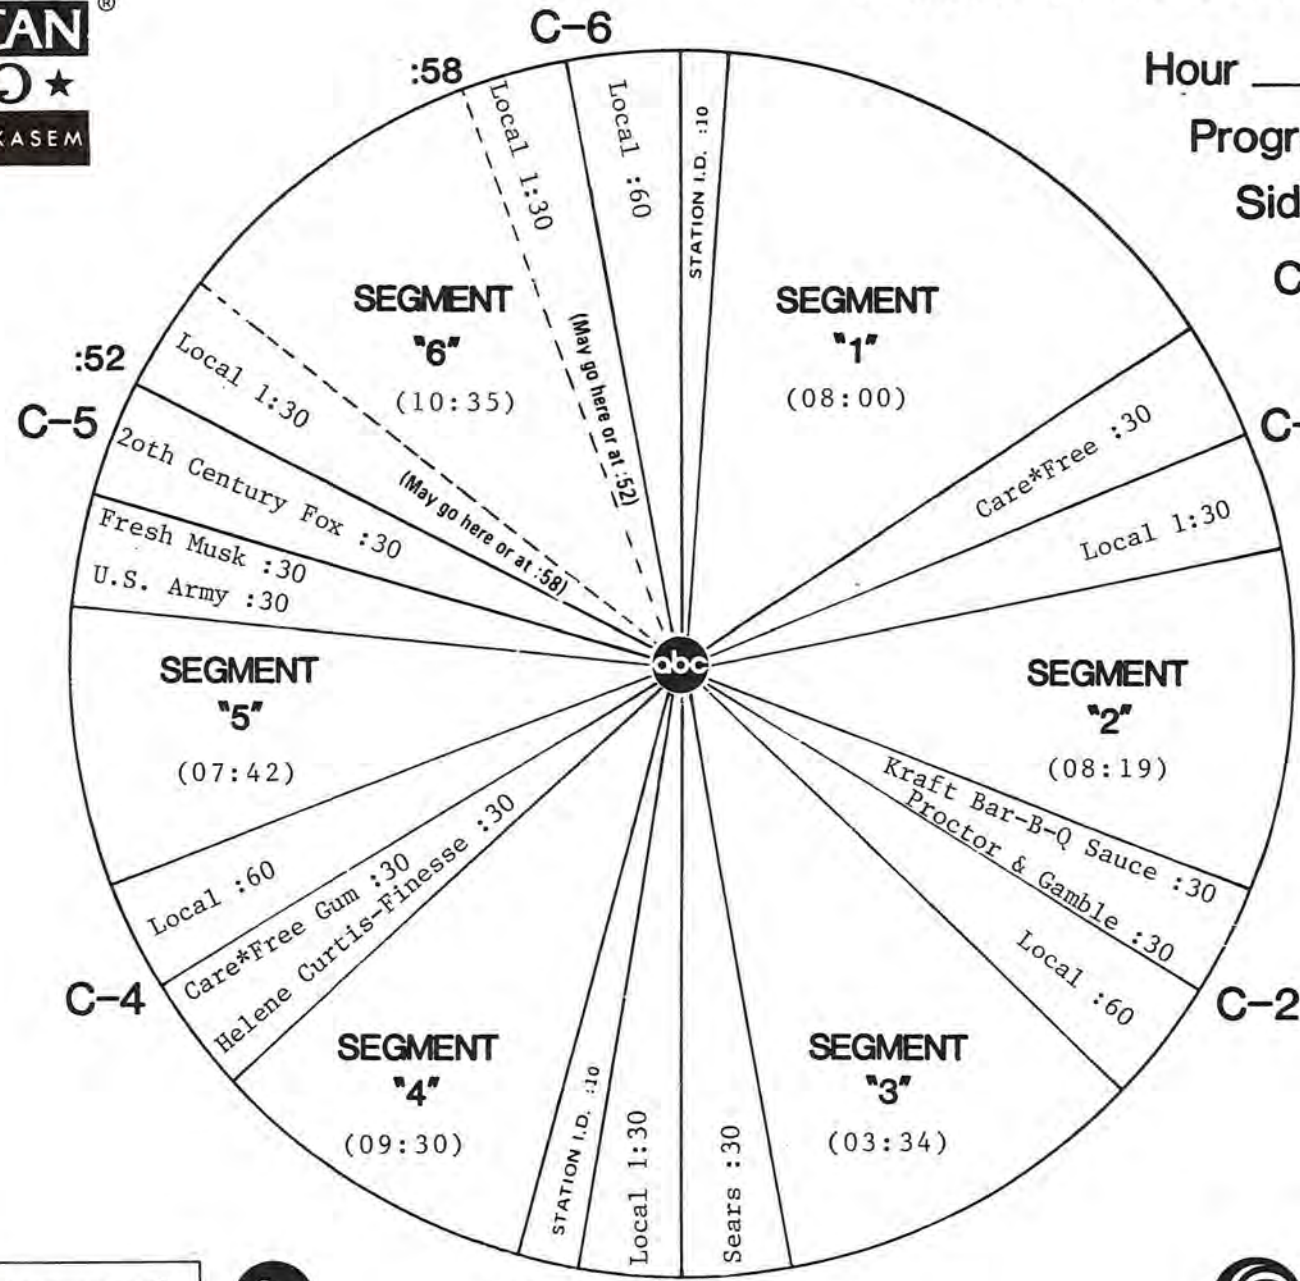 CAN ®
KASEM
C-6
:58
Hour
Progr
Sid
C
Local 1:30
(May go here or at :52)
Local :60
STATION I.D. :10
SEGMENT
"1"
(08:00)
Care*Free :30
C-
Local 1:30
SEGMENT
"2"
(08:19)
Kraft Bar-B-Q Sauce :30
Proctor & Gamble :30
C-2
Local :60
SEGMENT
"3"
(03:34)
Sears :30
Local 1:30
STATION I.D. :10
SEGMENT
"4"
(09:30)
Helene Curtis-Finesse :30
Care*Free Gum :30
C-4
Local :60
SEGMENT
"5"
(07:42)
U.S. Army :30
Fresh Musk :30
2oth Century Fox :30
C-5
:52
Local 1:30
(May go here or at :58)
SEGMENT
"6"
(10:35)
abc